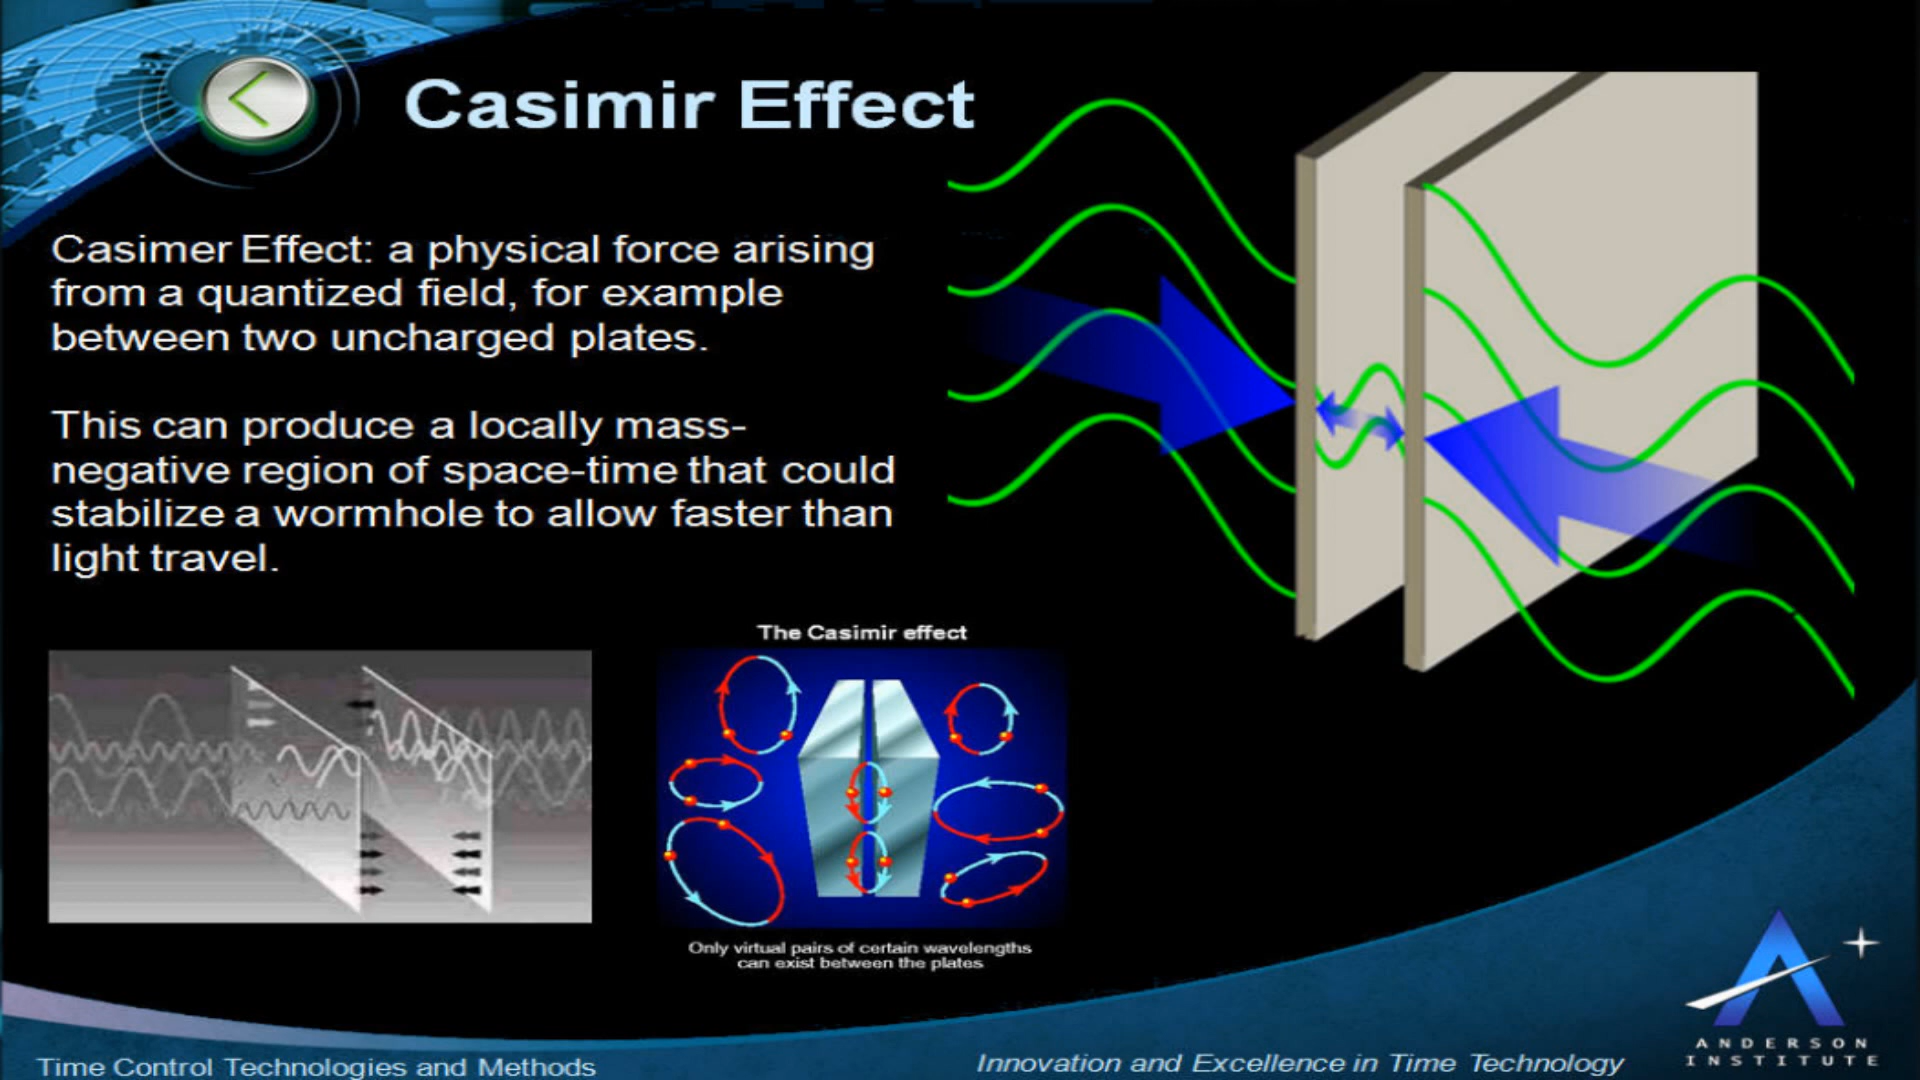 Casimir Effect
Casimer Effect: a physical force arising
from a quantized field, for example
between two uncharged plates.
This can produce a locally mass-
negative region of space-time that could
stabilize a wormhole to allow faster than
light travel.
The Casimir effect
Only virtual pairs of certain wavelengths
can exist between the plates
Time Control Technologies and Methods
Innovation and Excellence in Time Technology
ANDERSON
INSTITUTE